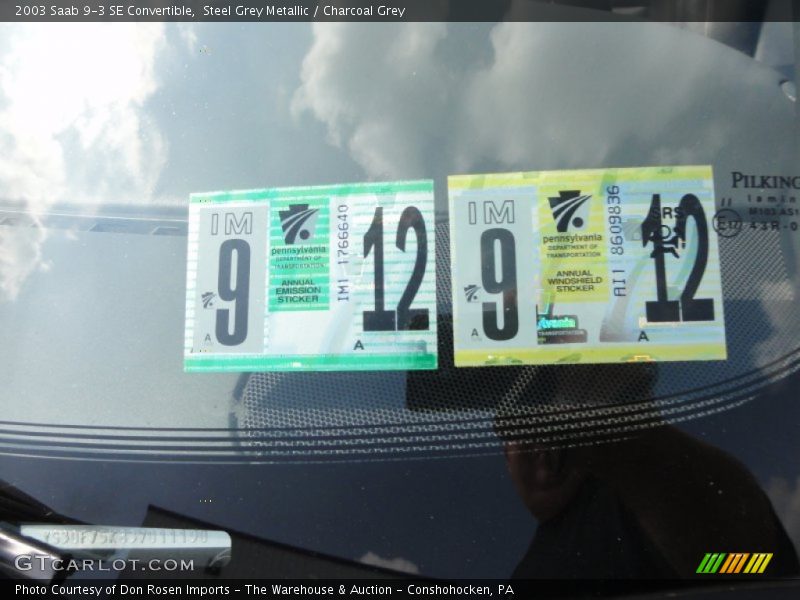 2003 Saab 9-3 SE Convertible, Steel Grey Metallic / Charcoal Grey
IM
9
A
pennsylvania
DEPARTMENT OF
TRANSPORTATION
ANNUAL
EMISSION
STICKER
IM1 1766640
12
A
IM
9
A
pennsylvania
DEPARTMENT OF
TRANSPORTATION
ANNUAL
WINDSHIELD
STICKER
AI1 8609836
12
A
SRS
PILKING
GTCARLOT.COM
Photo Courtesy of Don Rosen Imports - The Warehouse & Auction - Conshohocken, PA